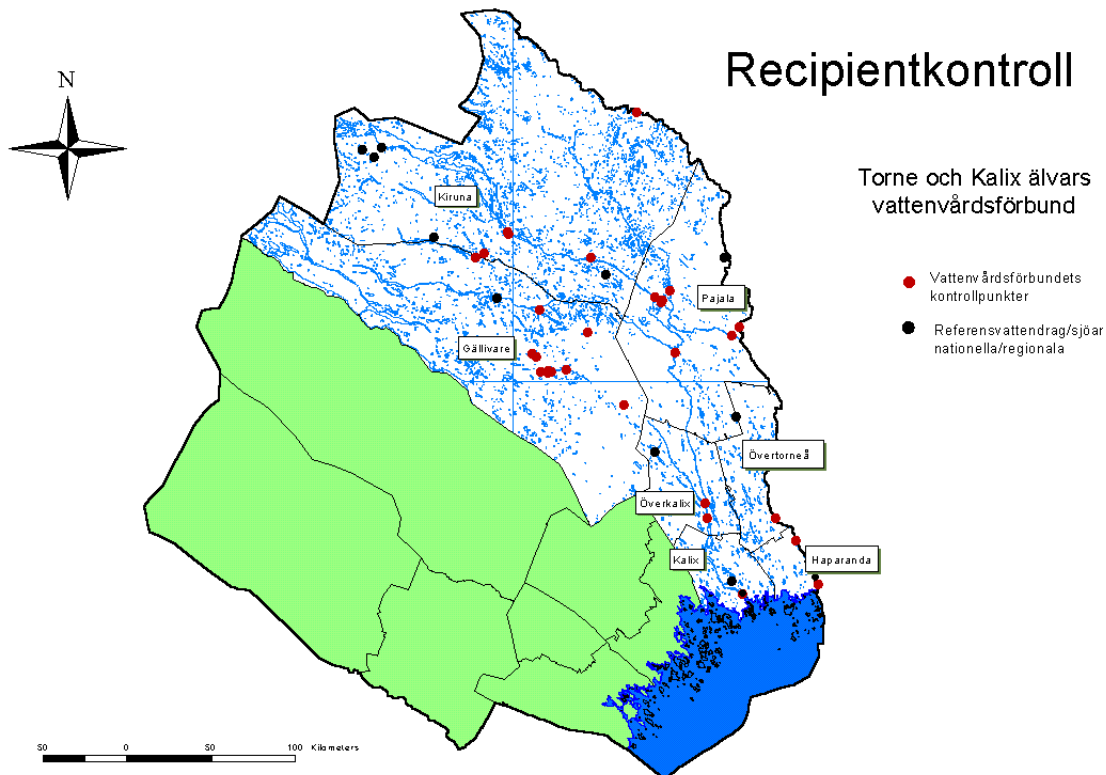 Recipientkontroll
N
Torne och Kalix älvars
vattenvårdsförbund
Kiruna
Vattenvårdsförbundets
kontrollpunkter
Pajala
Referensvattendrag/sjöar
nationella/regionala
Gällivare
Övertorneå
Överkalix
Kalix
Haparanda
50 0 50 100 Kilometers